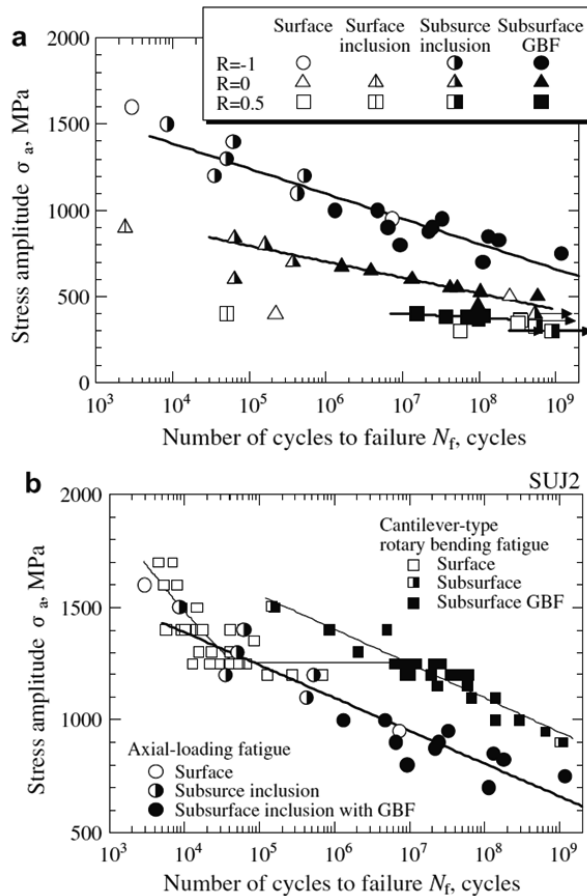 a
Surface Surface inclusion Subsurce inclusion Subsurface GBF
R=-1
R=0
R=0.5
2000
1500
1000
500
0
Stress amplitude σ a, MPa
10³ 10⁴ 10⁵ 10⁶ 10⁷ 10⁸ 10⁹
Number of cycles to failure Nf, cycles
b
SUJ2
2000
1500
1000
500
Stress amplitude σ a, MPa
Cantilever-type
rotary bending fatigue
Surface
Subsurface
Subsurface GBF
Axial-loading fatigue
Surface
Subsurce inclusion
Subsurface inclusion with GBF
10³ 10⁴ 10⁵ 10⁶ 10⁷ 10⁸ 10⁹
Number of cycles to failure Nf, cycles